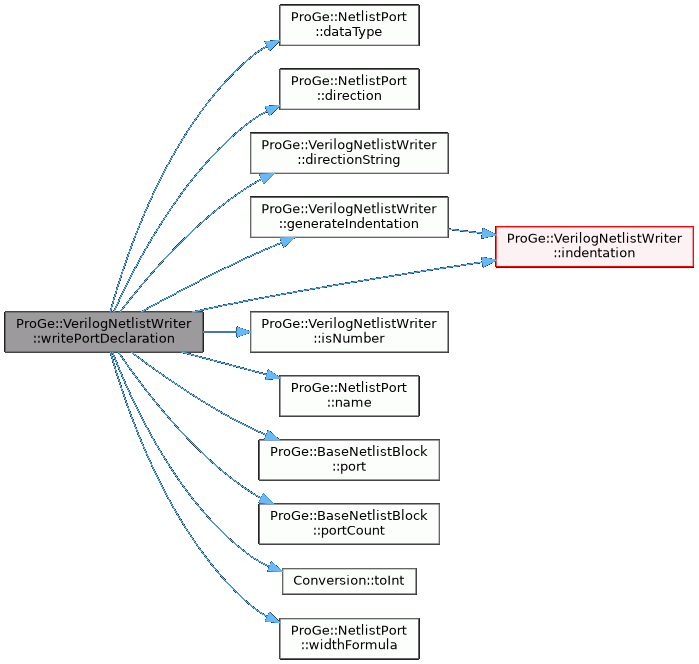 ProGe::NetlistPort
::dataType
ProGe::NetlistPort
::direction
ProGe::VerilogNetlistWriter
::directionString
ProGe::VerilogNetlistWriter
::generateIndentation
ProGe::VerilogNetlistWriter
::indentation
ProGe::VerilogNetlistWriter
::writePortDeclaration
ProGe::VerilogNetlistWriter
::isNumber
ProGe::NetlistPort
::name
ProGe::BaseNetlistBlock
::port
ProGe::BaseNetlistBlock
::portCount
Conversion::toInt
ProGe::NetlistPort
::widthFormula